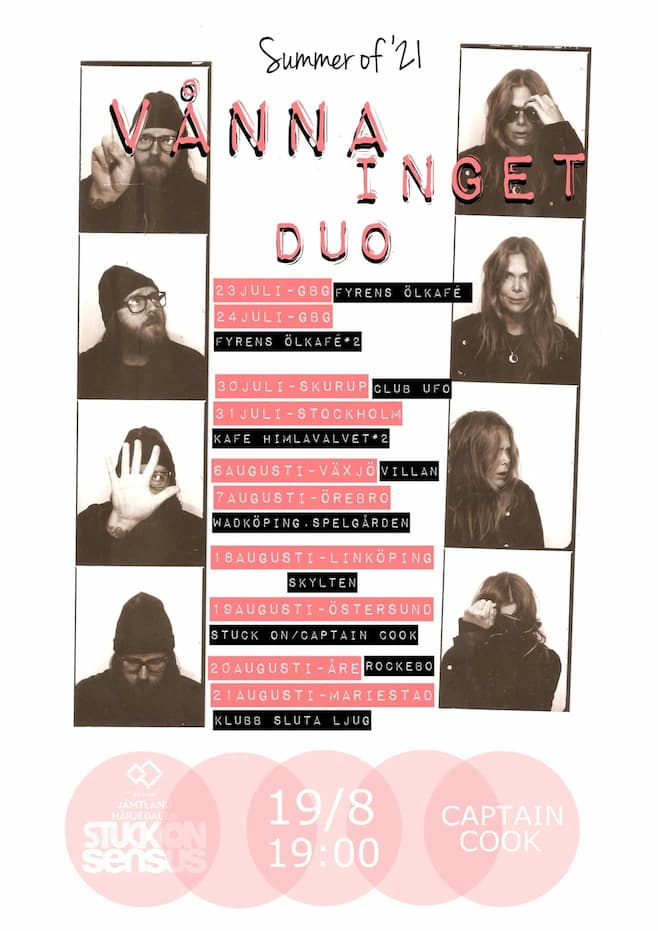 Summer of '21
VÅNNA
INGET
DUO
23JULI-GBG FYRENS ÖLKAFÉ
24JULI-GBG
FYRENS ÖLKAFÉ*2
30JULI-SKURUP CLUB UFO
31JULI-STOCKHOLM
KAFE HIMLAVALVET*2
6AUGUSTI-VÄXJÖ VILLAN
7AUGUSTI-ÖREBRO
WADKÖPING.SPELGÅRDEN
18AUGUSTI-LINKÖPING
SKYLTEN
19AUGUSTI-ÖSTERSUND
STUCK ON/CAPTAIN COOK
20AUGUSTI-ÅRE ROCKEBO
21AUGUSTI-MARIESTAD
KLUBB SLUTA LJUG
JÄMTLAND
HÄRJEDALEN
STUCK ON
sensus
19/8
19:00
CAPTAIN
COOK